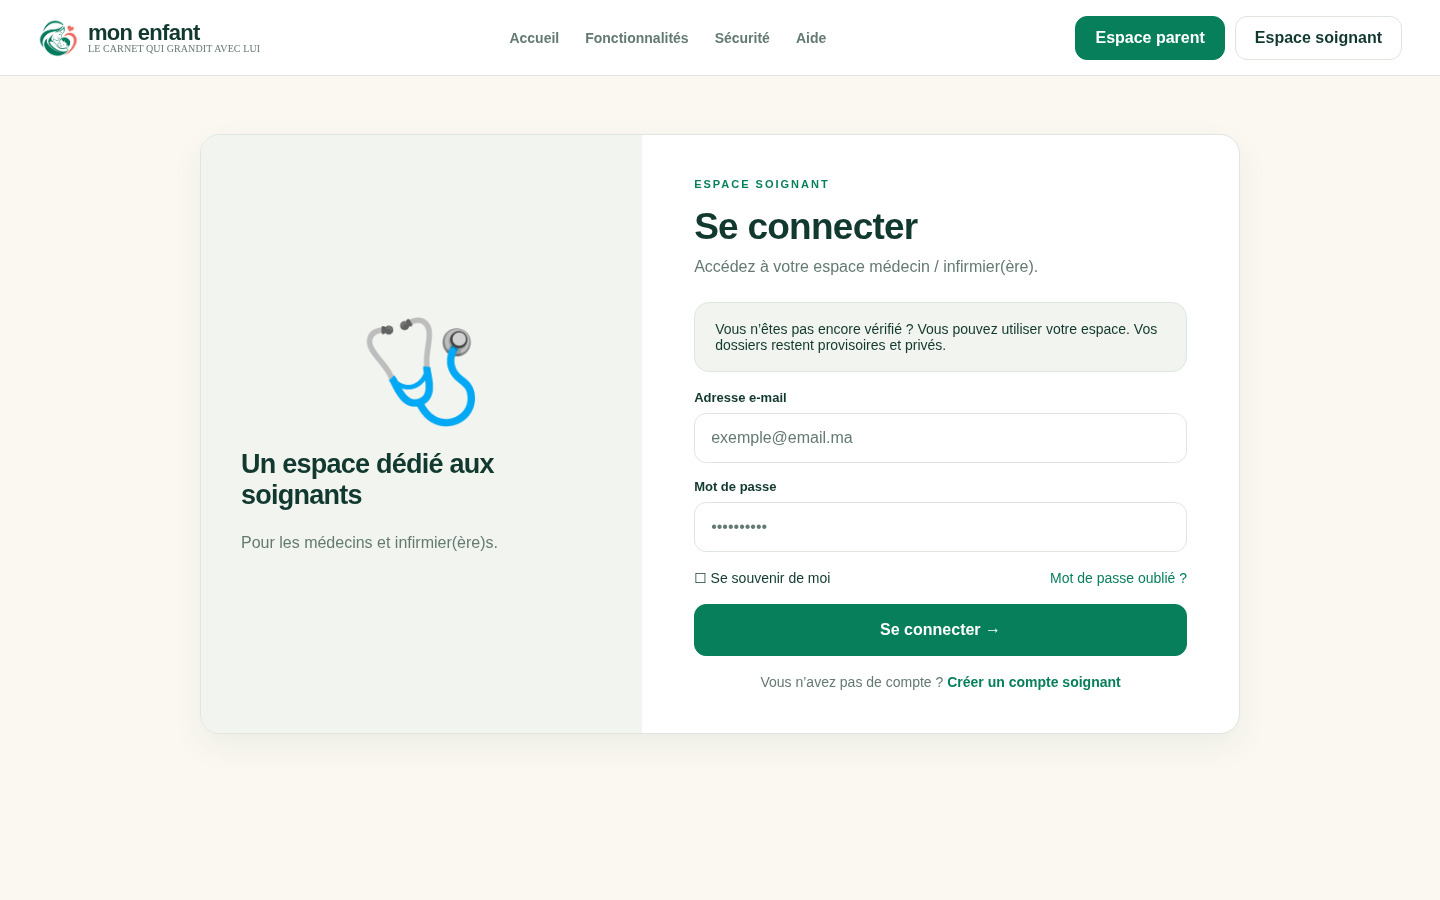 mon enfant
LE CARNET QUI GRANDIT AVEC LUI
Accueil
Fonctionnalités
Sécurité
Aide
Espace parent
Espace soignant
Un espace dédié aux
soignants
Pour les médecins et infirmier(ère)s.
ESPACE SOIGNANT
Se connecter
Accédez à votre espace médecin / infirmier(ère).
Vous n’êtes pas encore vérifié ? Vous pouvez utiliser votre espace. Vos
dossiers restent provisoires et privés.
Adresse e-mail
exemple@email.ma
Mot de passe
••••••••••
☐ Se souvenir de moi
Mot de passe oublié ?
Se connecter →
Vous n’avez pas de compte ? Créer un compte soignant